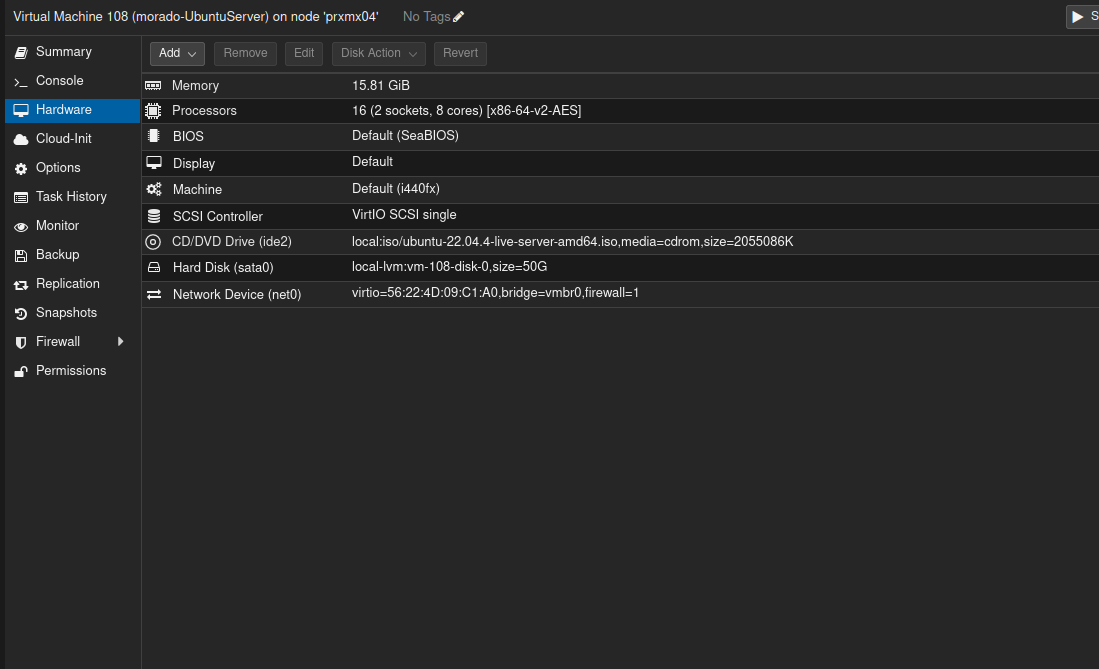 Virtual Machine 108 (morado-UbuntuServer) on node 'prxmx04' No Tags S
Summary
Console
Hardware
Cloud-Init
Options
Task History
Monitor
Backup
Replication
Snapshots
Firewall
Permissions
Add Remove Edit Disk Action Revert
Memory 15.81 GiB
Processors 16 (2 sockets, 8 cores) [x86-64-v2-AES]
BIOS Default (SeaBIOS)
Display Default
Machine Default (i440fx)
SCSI Controller VirtIO SCSI single
CD/DVD Drive (ide2) local:iso/ubuntu-22.04.4-live-server-amd64.iso,media=cdrom,size=2055086K
Hard Disk (sata0) local-lvm:vm-108-disk-0,size=50G
Network Device (net0) virtio=56:22:4D:09:C1:A0,bridge=vmbr0,firewall=1